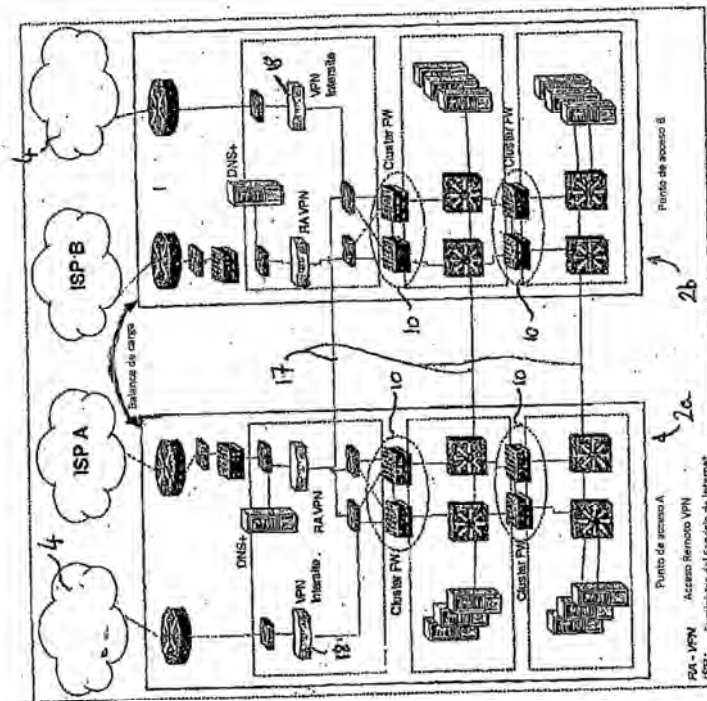 4
ISP A
ISP B
4
Balance de carga
DNS+
DNS+
VPN
Intersite
RAVPN
RAVPN
VPN
Intersite
18
18
Cluster FW
10
17
10
Cluster FW
Cluster FW
10
10
Cluster FW
Punto de acceso A
2a
Punto de acceso B
2b
RA - VPN Acceso Remoto VPN